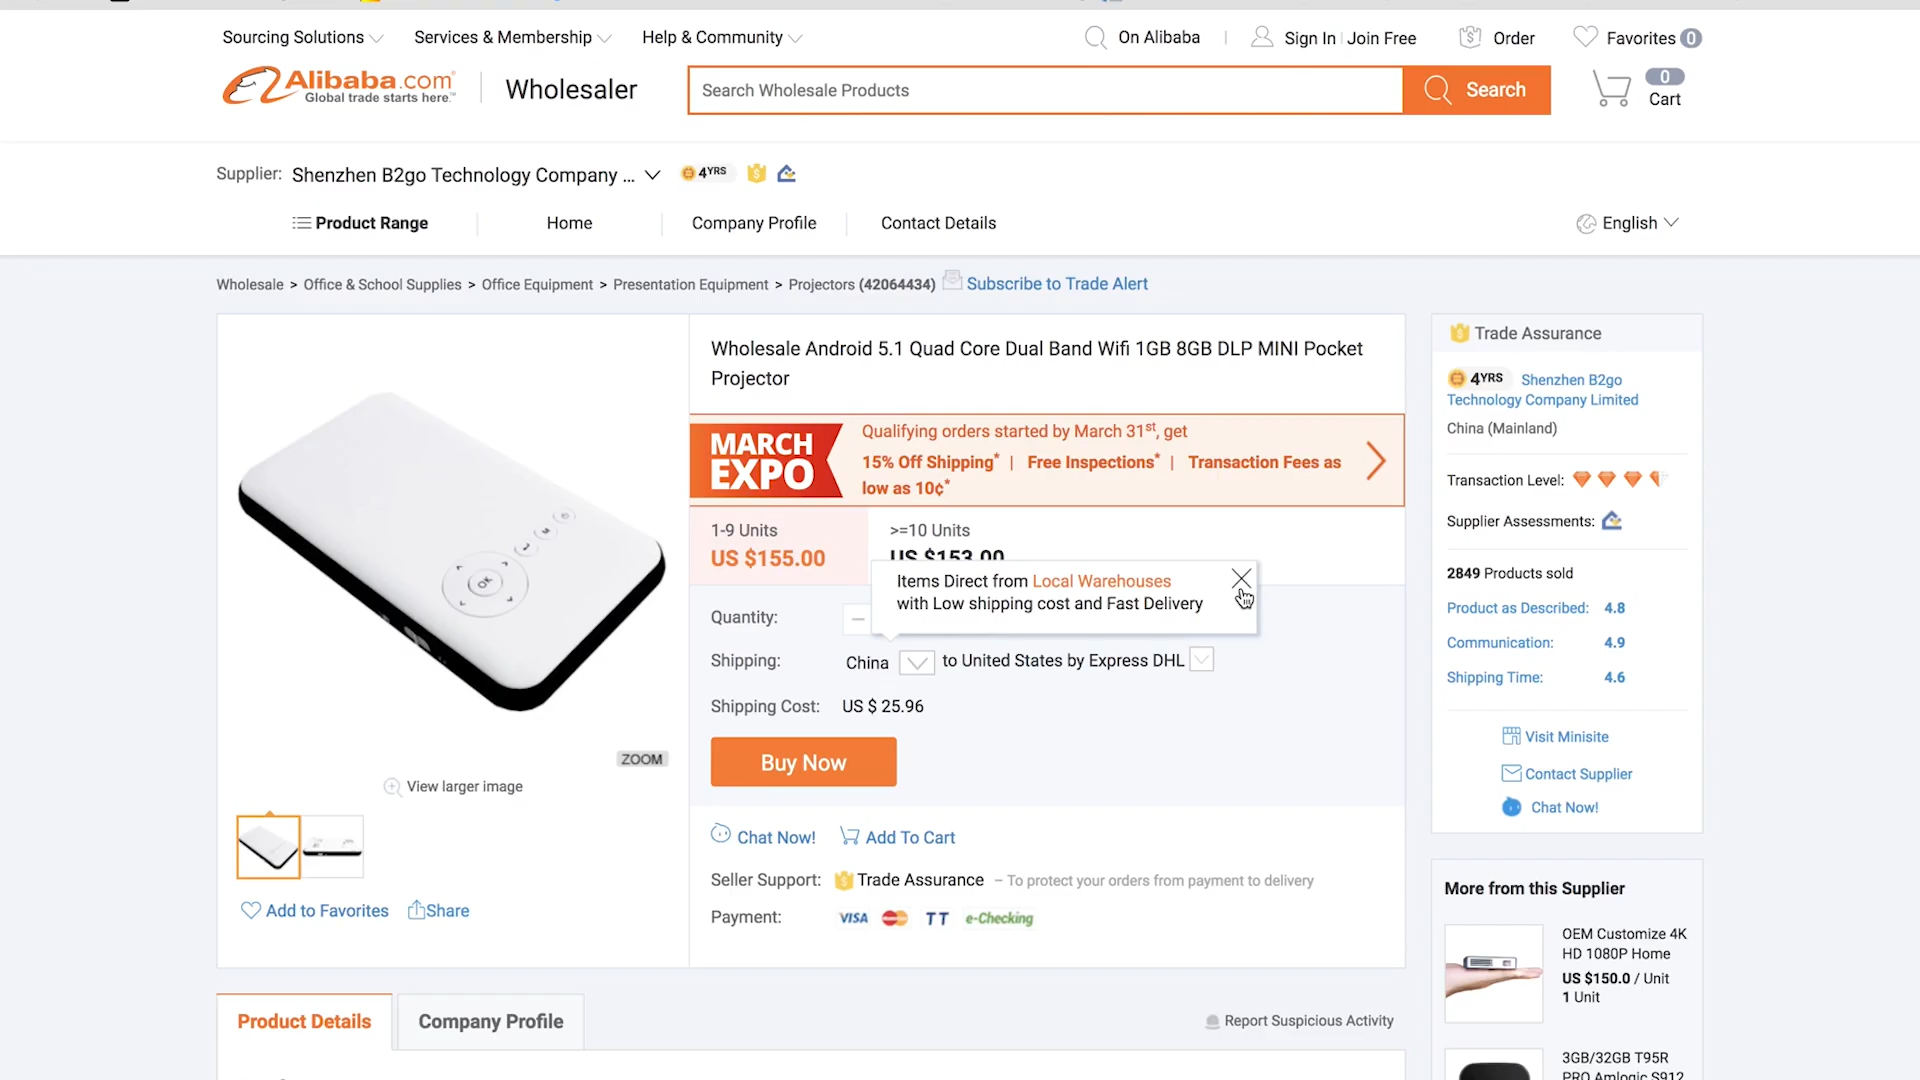 Sourcing Solutions
Services & Membership
Help & Community
On Alibaba
Sign In
Join Free
Order
Favorites 0
Alibaba.com
Global trade starts here.™
Wholesaler
Search Wholesale Products
Search
0
Cart
Supplier: Shenzhen B2go Technology Company ...
4YRS
Product Range
Home
Company Profile
Contact Details
English
Wholesale > Office & School Supplies > Office Equipment > Presentation Equipment > Projectors (42064434)
Subscribe to Trade Alert
Wholesale Android 5.1 Quad Core Dual Band Wifi 1GB 8GB DLP MINI Pocket
Projector
MARCH
EXPO
Qualifying orders started by March 31st, get
15% Off Shipping* | Free Inspections* | Transaction Fees as
low as 10¢*
1-9 Units
US $155.00
>=10 Units
US $153.00
Items Direct from Local Warehouses
with Low shipping cost and Fast Delivery
Quantity:
Shipping:
China
to United States by Express DHL
Shipping Cost:
US $ 25.96
Buy Now
Chat Now!
Add To Cart
Seller Support:
Trade Assurance
– To protect your orders from payment to delivery
Payment:
VISA
TT
e-Checking
OK
M
ZOOM
View larger image
Add to Favorites
Share
Trade Assurance
4YRS Shenzhen B2go
Technology Company Limited
China (Mainland)
Transaction Level:
Supplier Assessments:
2849 Products sold
Product as Described: 4.8
Communication: 4.9
Shipping Time: 4.6
Visit Minisite
Contact Supplier
Chat Now!
More from this Supplier
OEM Customize 4K
HD 1080P Home
US $150.0 / Unit
1 Unit
3GB/32GB T95R
PRO Amlogic S912
Product Details
Company Profile
Report Suspicious Activity